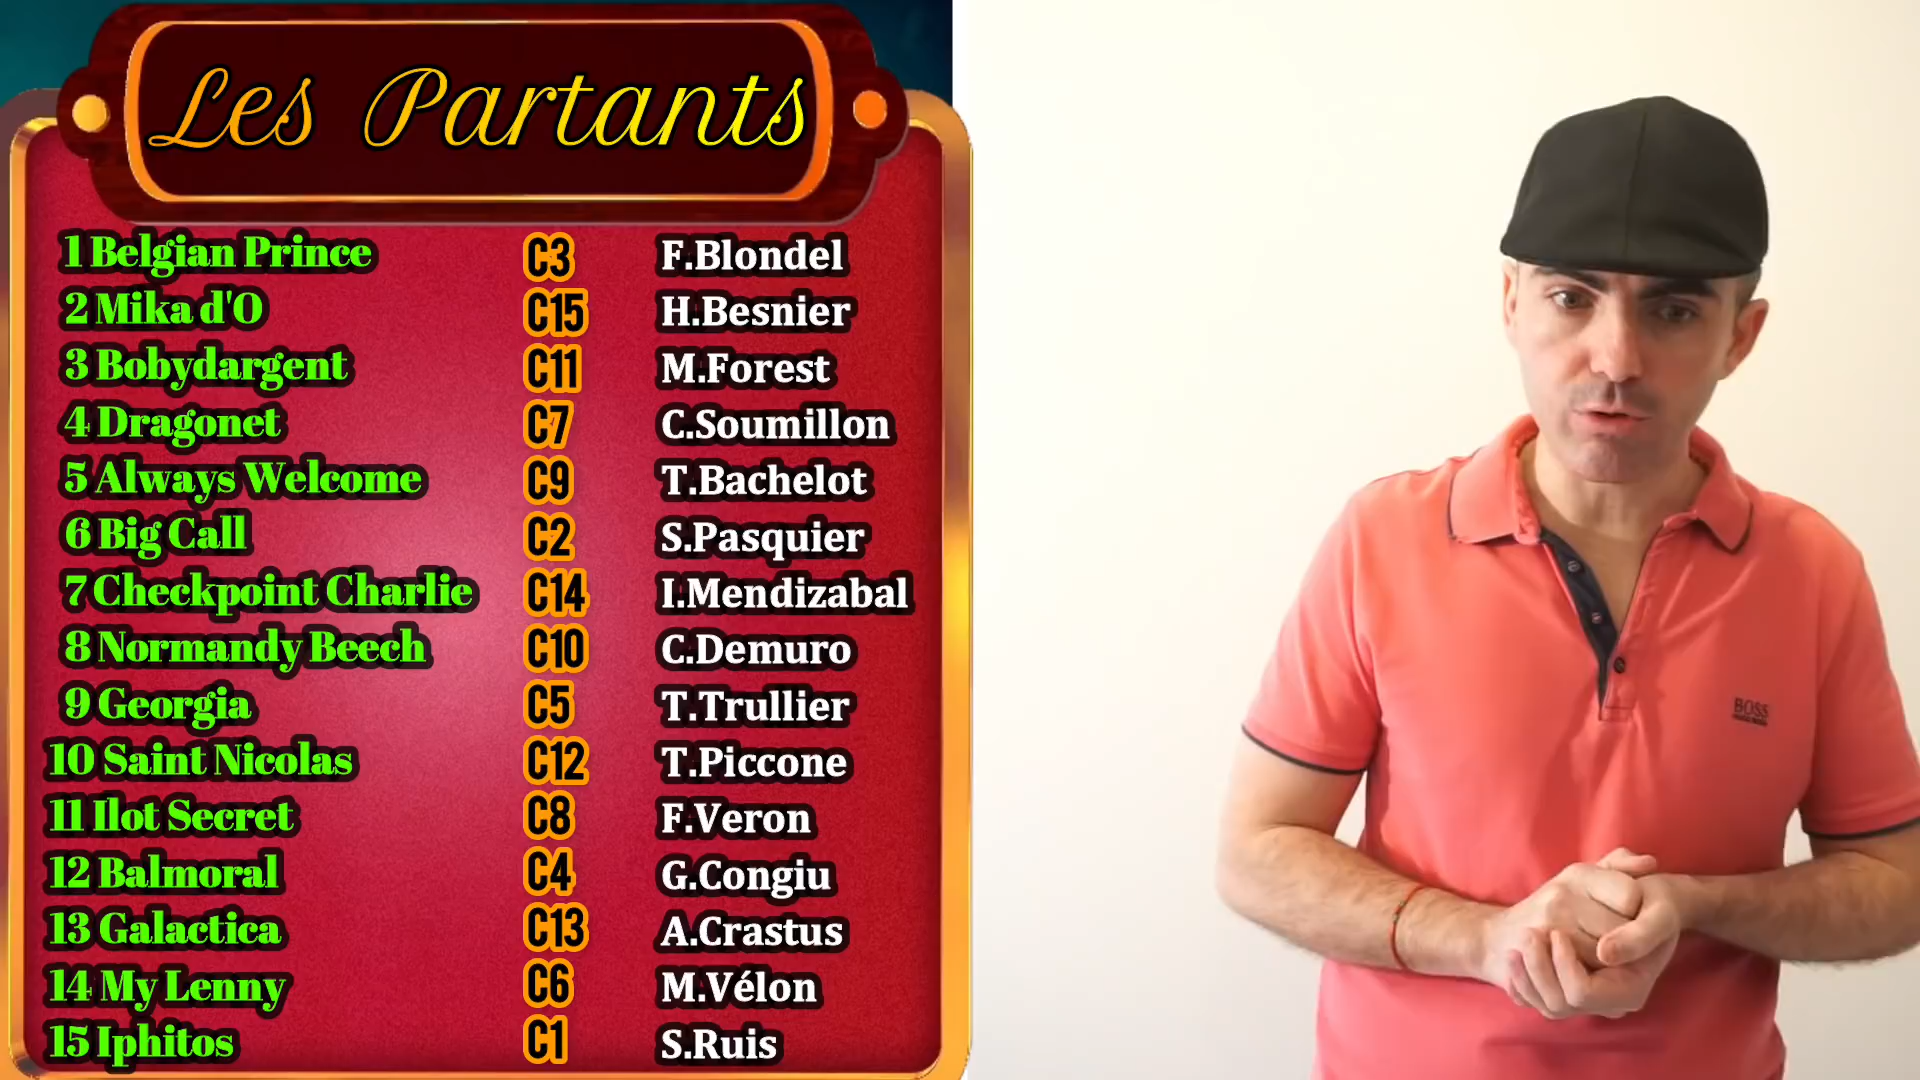 Les Partants
1 Belgian Prince C3 F.Blondel
2 Mika d'O C15 H.Besnier
3 Bobydargent C11 M.Forest
4 Dragonet C7 C.Soumillon
5 Always Welcome C9 T.Bachelot
6 Big Call C2 S.Pasquier
7 Checkpoint Charlie C14 I.Mendizabal
8 Normandy Beech C10 C.Demuro
9 Georgia C5 T.Trullier
10 Saint Nicolas C12 T.Piccone
11 Ilot Secret C8 F.Veron
12 Balmoral C4 G.Congiu
13 Galactica C13 A.Crastus
14 My Lenny C6 M.Vélon
15 Iphitos C1 S.Ruis
BOSS